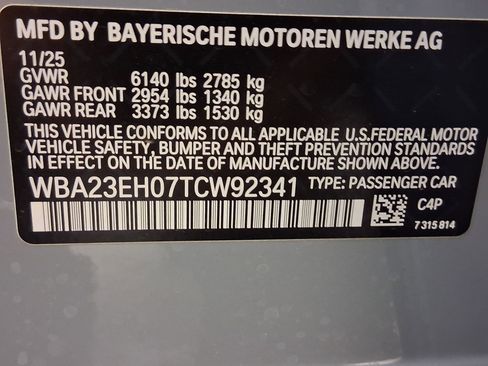 MFD BY BAYERISCHE MOTOREN WERKE AG
11/25
GVWR 6140 lbs 2785 kg
GAWR FRONT 2954 lbs 1340 kg
GAWR REAR 3373 lbs 1530 kg
THIS VEHICLE CONFORMS TO ALL APPLICABLE U.S.FEDERAL MOTOR
VEHICLE SAFETY, BUMPER AND THEFT PREVENTION STANDARDS
IN EFFECT ON THE DATE OF MANUFACTURE SHOWN ABOVE.
WBA23EH07TCW92341 TYPE: PASSENGER CAR
C4P
7315814